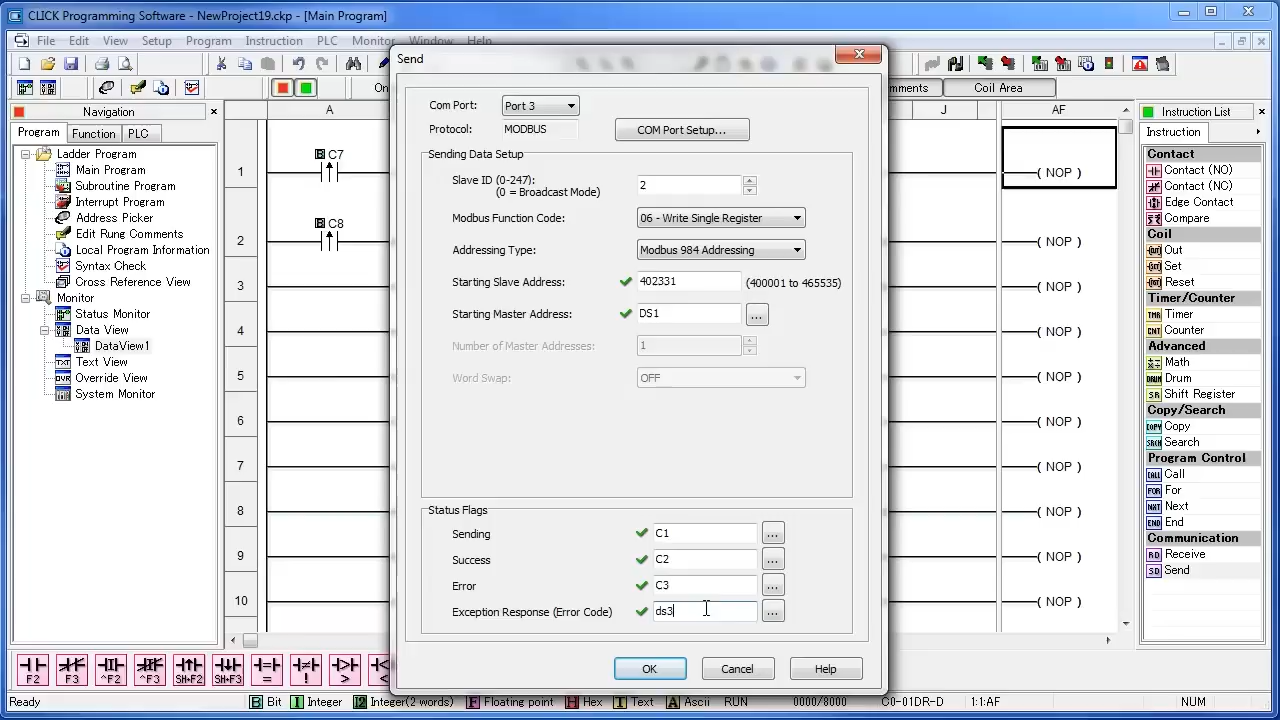 CLICK Programming Software - NewProject19.ckp - [Main Program]
File Edit View Setup Program Instruction PLC Monitor Window Help
Coil Area
Navigation
Program Function PLC
Ladder Program
Main Program
Subroutine Program
Interrupt Program
Address Picker
Edit Rung Comments
Local Program Information
Syntax Check
Cross Reference View
Monitor
Status Monitor
Data View
DataView1
Text View
Override View
System Monitor
A J AF
1 B C7 ( NOP )
2 B C8 ( NOP )
3 ( NOP )
4 ( NOP )
5 ( NOP )
6 ( NOP )
7 ( NOP )
8 ( NOP )
9 ( NOP )
10 ( NOP )
Send
Com Port: Port 3
Protocol: MODBUS COM Port Setup...
Sending Data Setup
Slave ID (0-247): 2
(0 = Broadcast Mode)
Modbus Function Code: 06 - Write Single Register
Addressing Type: Modbus 984 Addressing
Starting Slave Address: 402331 (400001 to 465535)
Starting Master Address: DS1 ...
Number of Master Addresses: 1
Word Swap: OFF
Status Flags
Sending C1 ...
Success C2 ...
Error C3 ...
Exception Response (Error Code) ds3 ...
OK Cancel Help
Instruction List
Instruction
Contact
Contact (NO)
Contact (NC)
Edge Contact
Compare
Coil
Out
Set
Reset
Timer/Counter
Timer
Counter
Advanced
Math
Drum
Shift Register
Copy/Search
Copy
Search
Program Control
Call
For
Next
End
Communication
Receive
Send
F2 F3 ^F2 ^F3 SH+F2 SH+F3
Ready B Bit I Integer I2 Integer(2 words) F Floating point H Hex T Text A Ascii RUN 0000/8000 C0-01DR-D 1:1:AF NUM